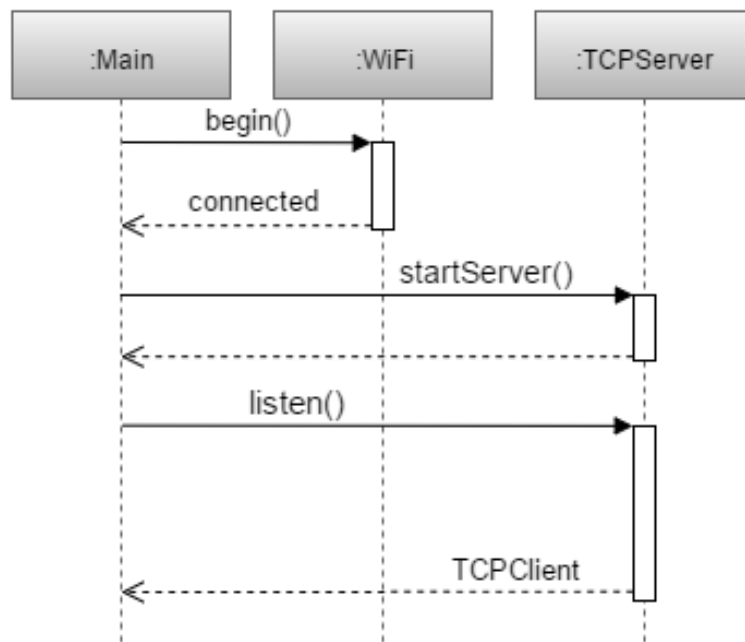 :Main
:WiFi
:TCPServer
begin()
connected
startServer()
listen()
TCPClient